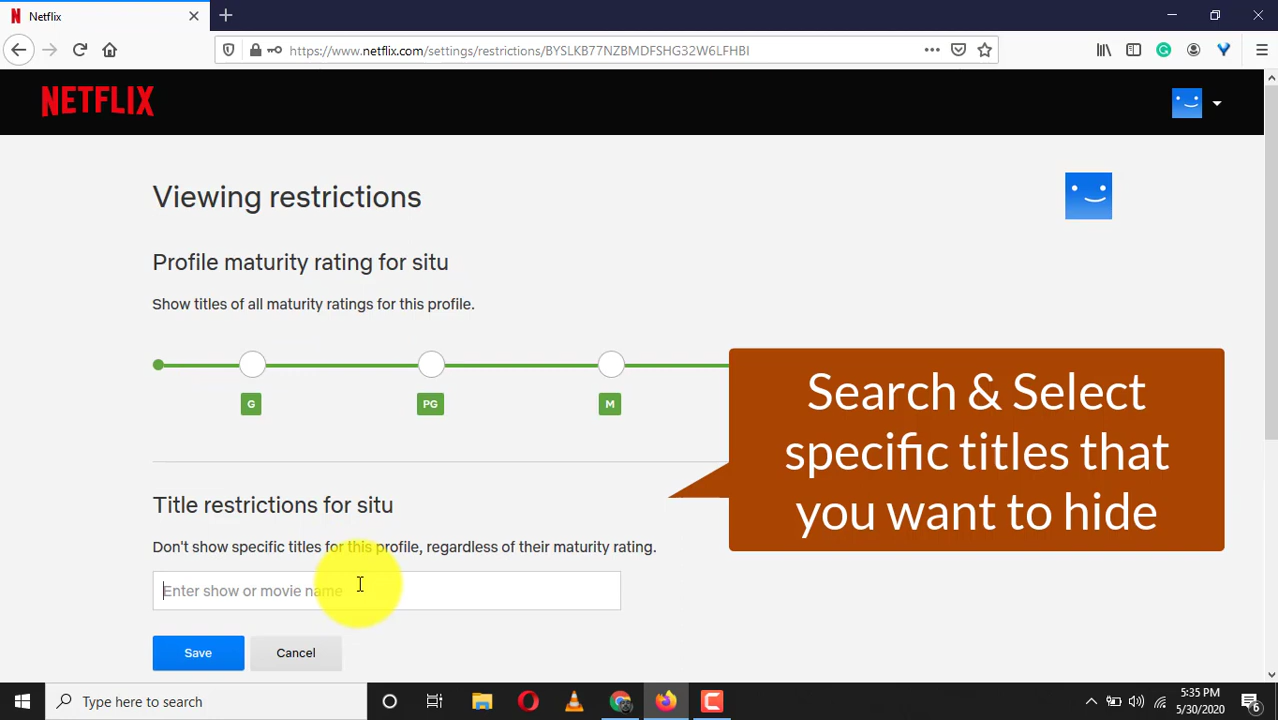 Netflix
https://www.netflix.com/settings/restrictions/BYSLKB77NZBMDFSHG32W6LFHBI
NETFLIX
Viewing restrictions
Profile maturity rating for situ
Show titles of all maturity ratings for this profile.
G PG M
Search & Select
specific titles that
you want to hide
Title restrictions for situ
Don't show specific titles for this profile, regardless of their maturity rating.
Enter show or movie name
Save Cancel
Type here to search
5:35 PM
5/30/2020
6